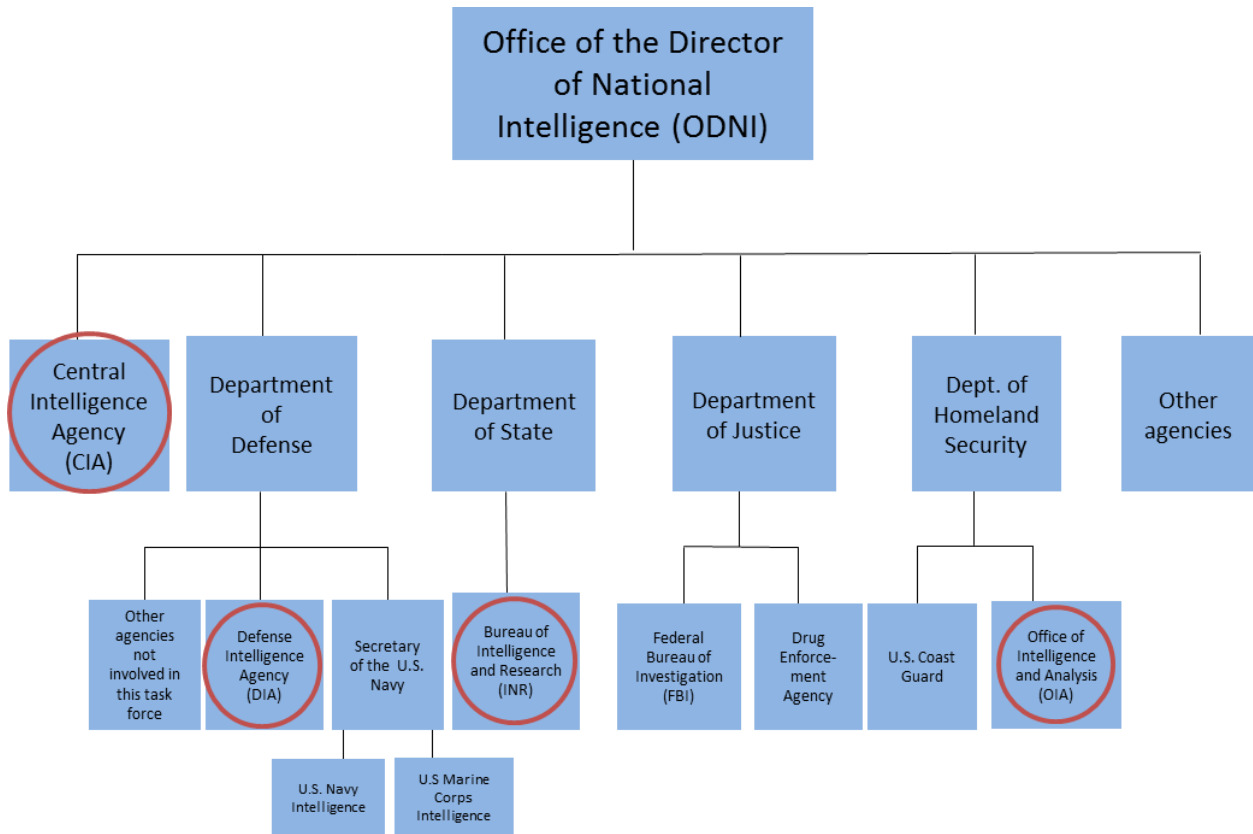 Office of the Director
of National
Intelligence (ODNI)
Central
Intelligence
Agency
(CIA)
Department
of
Defense
Department
of State
Department
of Justice
Dept. of
Homeland
Security
Other
agencies
Other
agencies not
involved in
this task
force
Defense
Intelligence
Agency
(DIA)
Secretary
of the U.S.
Navy
Bureau of
Intelligence
and Research
(INR)
Federal
Bureau of
Investigation
(FBI)
Drug
Enforce-
ment
Agency
U.S. Coast
Guard
Office of
Intelligence
and Analysis
(OIA)
U.S. Navy
Intelligence
U.S Marine
Corps
Intelligence